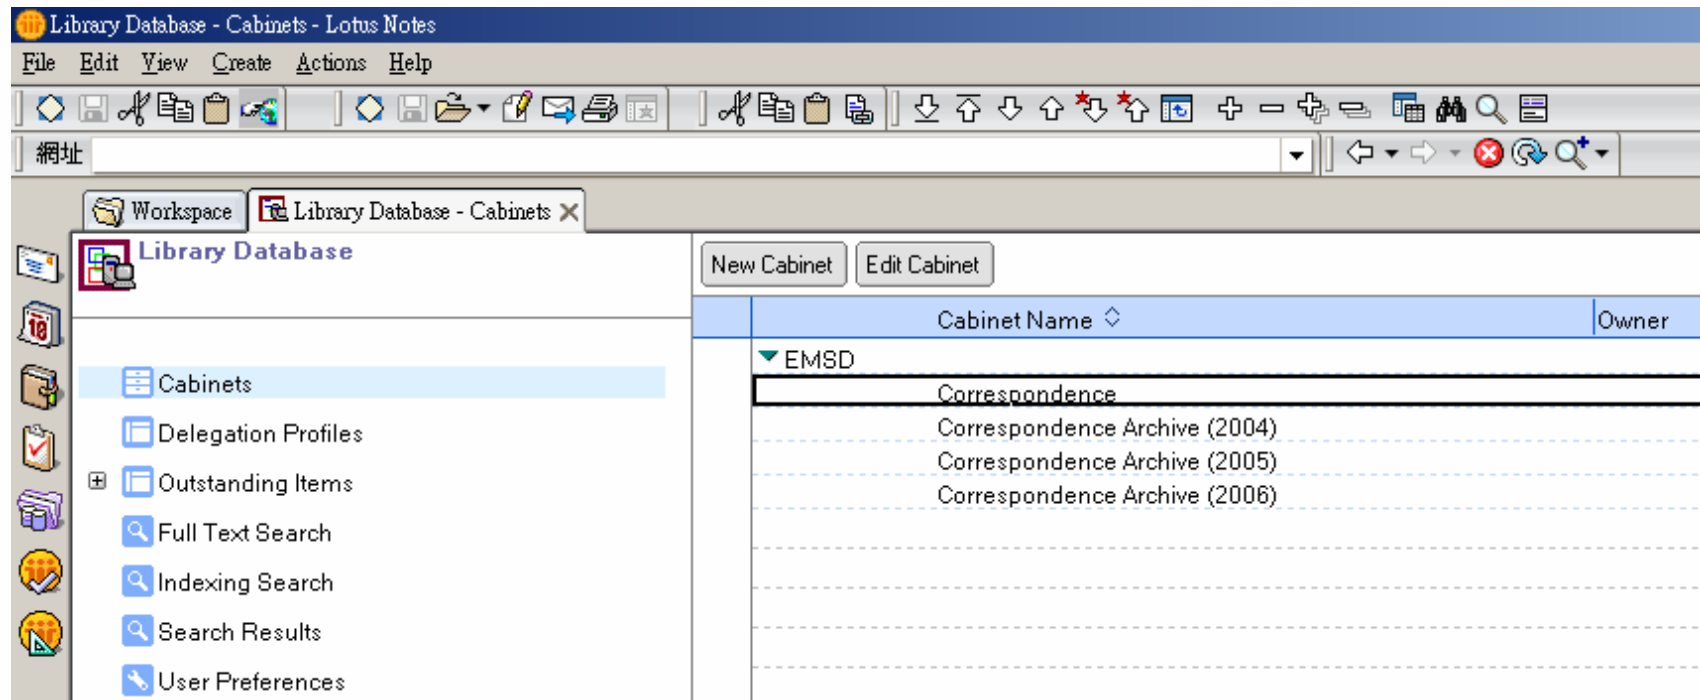 Library Database - Cabinets - Lotus Notes
File Edit View Create Actions Help
網址
Workspace Library Database - Cabinets
Library Database
New Cabinet Edit Cabinet
Cabinet Name Owner
EMSD
Cabinets
Correspondence
Delegation Profiles
Correspondence Archive (2004)
Correspondence Archive (2005)
Outstanding Items
Correspondence Archive (2006)
Full Text Search
Indexing Search
Search Results
User Preferences